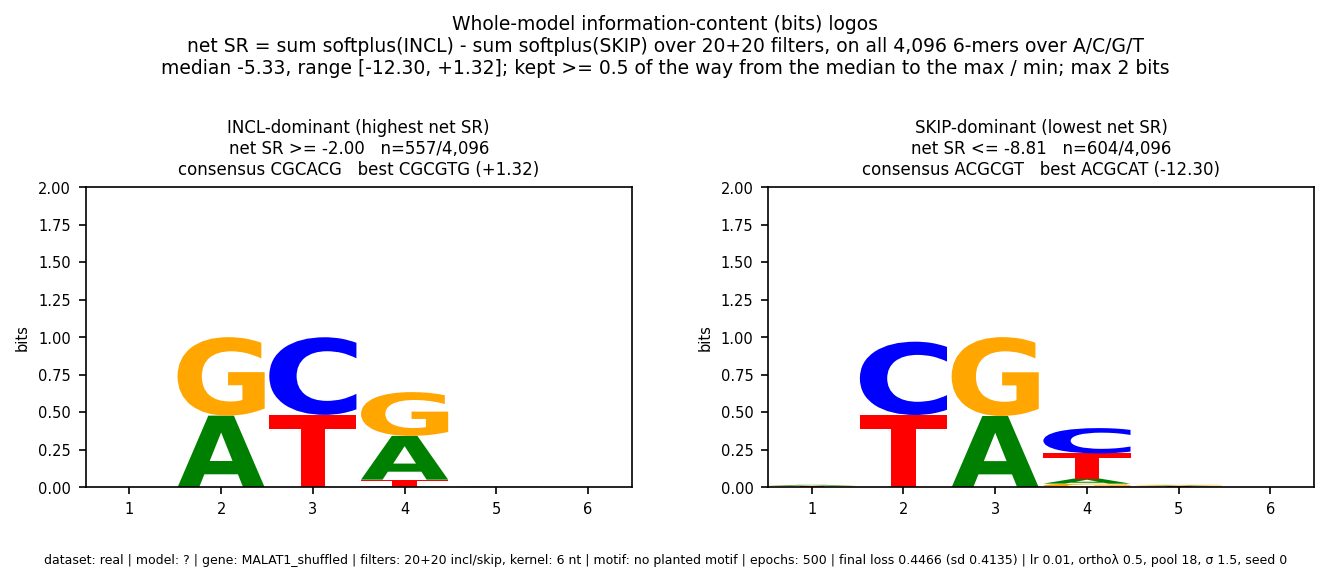 Whole-model information-content (bits) logos
net SR = sum softplus(INCL) - sum softplus(SKIP) over 20+20 filters, on all 4,096 6-mers over A/C/G/T
median -5.33, range [-12.30, +1.32]; kept >= 0.5 of the way from the median to the max / min; max 2 bits
INCL-dominant (highest net SR)
net SR >= -2.00   n=557/4,096
consensus CGCACG   best CGCGTG (+1.32)
2.00
1.75
1.50
1.25
1.00
0.75
0.50
0.25
0.00
bits
G C G
A T A
T
1 2 3 4 5 6
SKIP-dominant (lowest net SR)
net SR <= -8.81   n=604/4,096
consensus ACGCGT   best ACGCAT (-12.30)
2.00
1.75
1.50
1.25
1.00
0.75
0.50
0.25
0.00
bits
C G C
T A T
A
1 2 3 4 5 6
dataset: real | model: ? | gene: MALAT1_shuffled | filters: 20+20 incl/skip, kernel: 6 nt | motif: no planted motif | epochs: 500 | final loss 0.4466 (sd 0.4135) | lr 0.01, orthoλ 0.5, pool 18, σ 1.5, seed 0